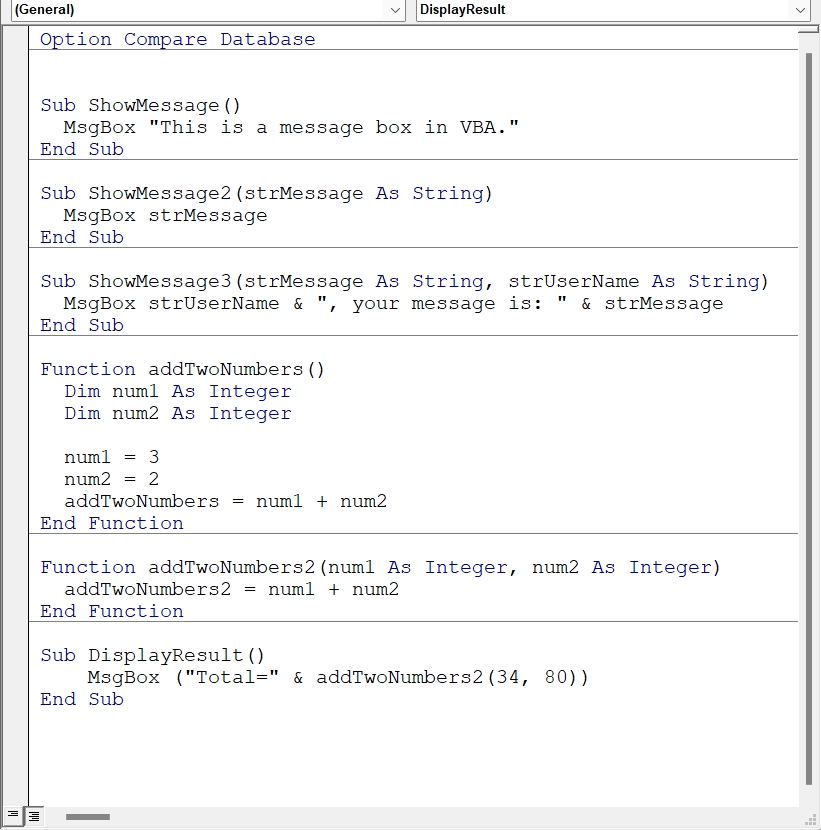 (General)
DisplayResult
Option Compare Database
Sub ShowMessage()
  MsgBox "This is a message box in VBA."
End Sub
Sub ShowMessage2(strMessage As String)
  MsgBox strMessage
End Sub
Sub ShowMessage3(strMessage As String, strUserName As String)
  MsgBox strUserName & ", your message is: " & strMessage
End Sub
Function addTwoNumbers()
  Dim num1 As Integer
  Dim num2 As Integer
  num1 = 3
  num2 = 2
  addTwoNumbers = num1 + num2
End Function
Function addTwoNumbers2(num1 As Integer, num2 As Integer)
  addTwoNumbers2 = num1 + num2
End Function
Sub DisplayResult()
    MsgBox ("Total=" & addTwoNumbers2(34, 80))
End Sub